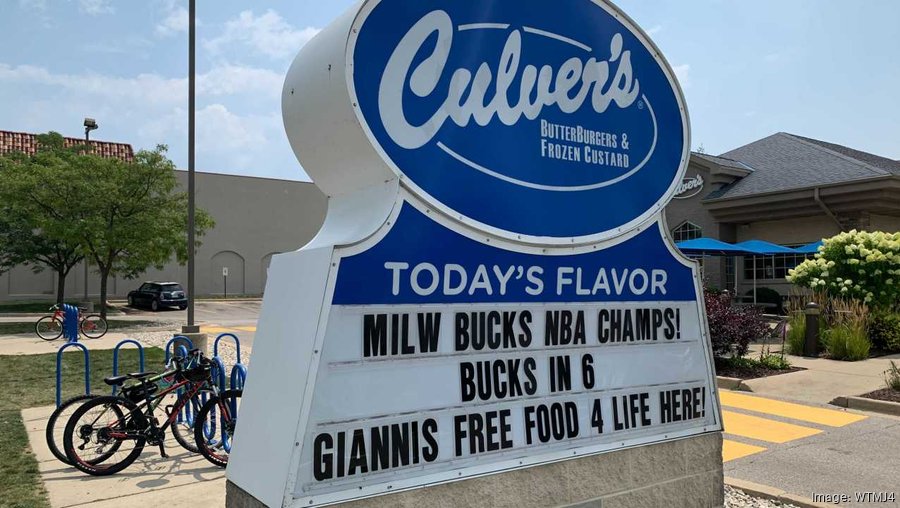 Culver's
ButterBurgers &
Frozen Custard
TODAY'S FLAVOR
MILW BUCKS NBA CHAMPS!
BUCKS IN 6
GIANNIS FREE FOOD 4 LIFE HERE!
Culver's
Image: WTMJ4